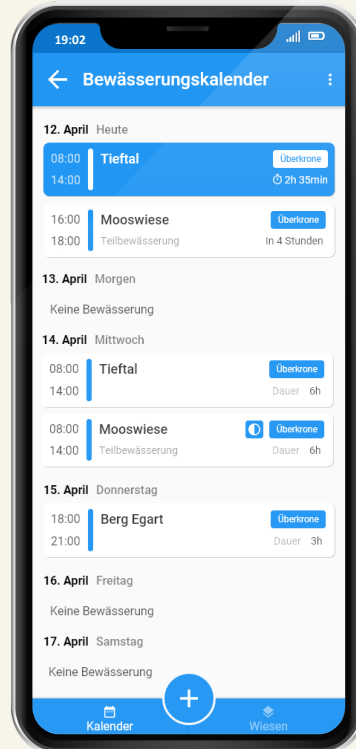 19:02
Bewässerungskalender
12. April Heute
08:00 Tieftal Überkrone
14:00 2h 35min
16:00 Mooswiese Überkrone
18:00 Teilbewässerung In 4 Stunden
13. April Morgen
Keine Bewässerung
14. April Mittwoch
08:00 Tieftal Überkrone
14:00 Dauer 6h
08:00 Mooswiese Überkrone
14:00 Teilbewässerung Dauer 6h
15. April Donnerstag
18:00 Berg Egart Überkrone
21:00 Dauer 3h
16. April Freitag
Keine Bewässerung
17. April Samstag
Keine Bewässerung
+
Kalender Wiesen